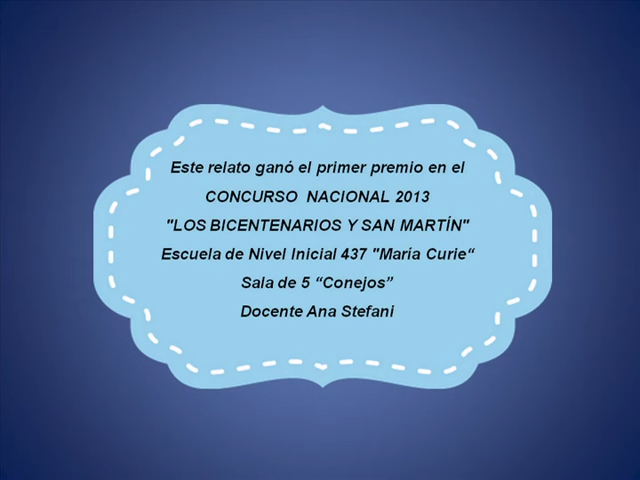 Este relato ganó el primer premio en el
CONCURSO NACIONAL 2013
"LOS BICENTENARIOS Y SAN MARTÍN"
Escuela de Nivel Inicial 437 "María Curie“
Sala de 5 “Conejos”
Docente Ana Stefani